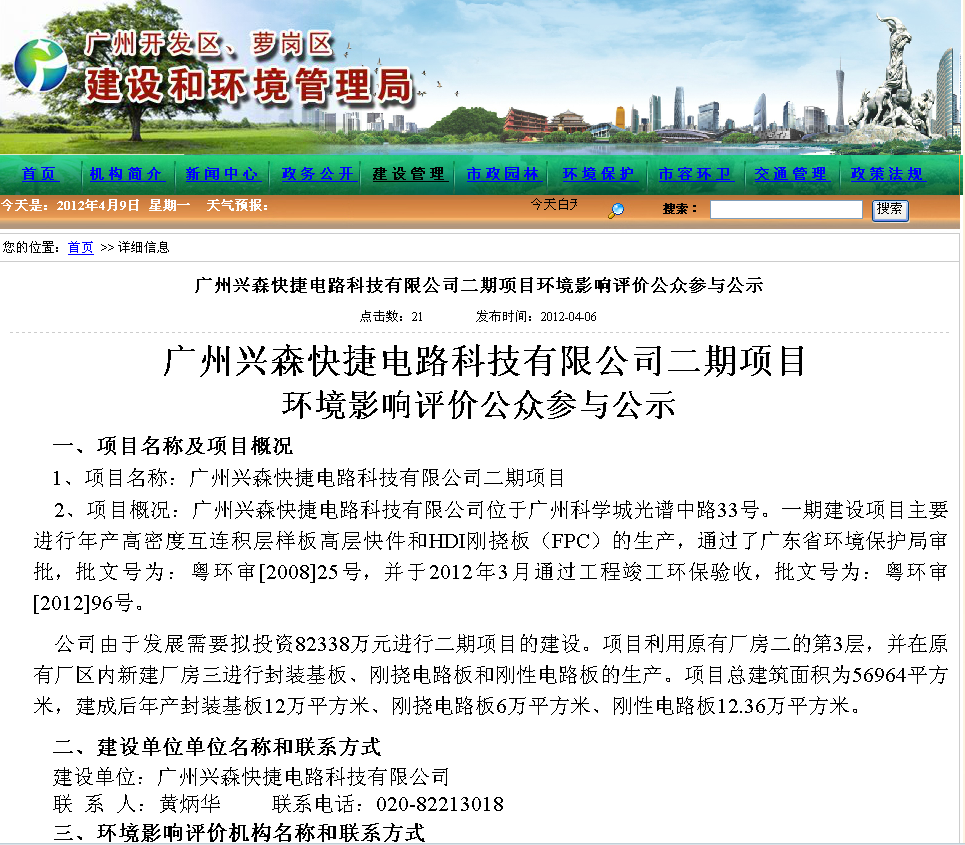 广州开发区、萝岗区
建设和环境管理局
首页 机构简介 新闻中心 政务公开 建设管理 市政园林 环境保护 市容环卫 交通管理 政策法规
今天是：2012年4月9日 星期一 天气预报： 今天白天 搜索： 搜索
您的位置：首页 >> 详细信息
广州兴森快捷电路科技有限公司二期项目环境影响评价公众参与公示
点击数：21 发布时间：2012-04-06
广州兴森快捷电路科技有限公司二期项目
环境影响评价公众参与公示
一、项目名称及项目概况
1、项目名称：广州兴森快捷电路科技有限公司二期项目
2、项目概况：广州兴森快捷电路科技有限公司位于广州科学城光谱中路33号。一期建设项目主要
进行年产高密度互连积层样板高层快件和HDI刚挠板（FPC）的生产，通过了广东省环境保护局审
批，批文号为：粤环审[2008]25号，并于2012年3月通过工程竣工环保验收，批文号为：粤环审
[2012]96号。
公司由于发展需要拟投资82338万元进行二期项目的建设。项目利用原有厂房二的第3层，并在原
有厂区内新建厂房三进行封装基板、刚挠电路板和刚性电路板的生产。项目总建筑面积为56964平方
米，建成后年产封装基板12万平方米、刚挠电路板6万平方米、刚性电路板12.36万平方米。
二、建设单位单位名称和联系方式
建设单位：广州兴森快捷电路科技有限公司
联 系 人：黄炳华 联系电话：020-82213018
三、环境影响评价机构名称和联系方式